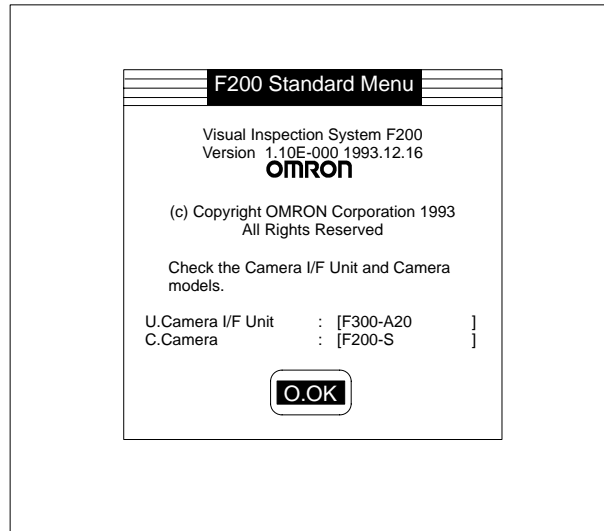 F200 Standard Menu
Visual Inspection System F200
Version 1.10E-000 1993.12.16
OMRON
(c) Copyright OMRON Corporation 1993
All Rights Reserved
Check the Camera I/F Unit and Camera
models.
U.Camera I/F Unit : [F300-A20 ]
C.Camera : [F200-S ]
O.OK